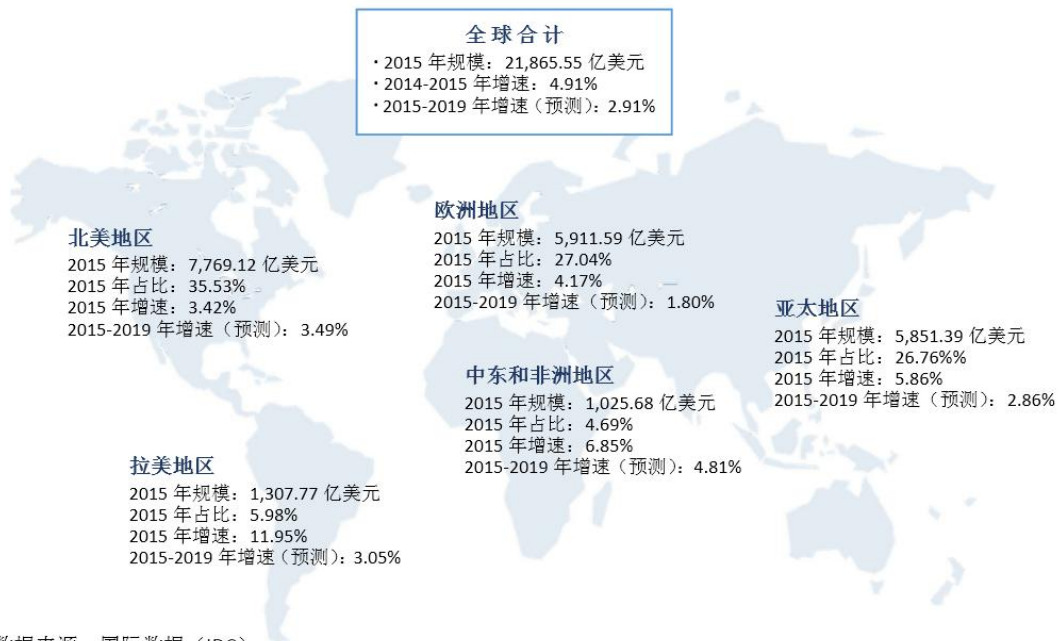 全球合计
·2015 年规模：21,865.55 亿美元
·2014-2015 年增速：4.91%
·2015-2019 年增速（预测）：2.91%
欧洲地区
2015 年规模：5,911.59 亿美元
2015 年占比：27.04%
2015 年增速：4.17%
2015-2019 年增速（预测）：1.80%
北美地区
2015 年规模：7,769.12 亿美元
2015 年占比：35.53%
2015 年增速：3.42%
2015-2019 年增速（预测）：3.49%
亚太地区
2015 年规模：5,851.39 亿美元
2015 年占比：26.76%%
2015 年增速：5.86%
2015-2019 年增速（预测）：2.86%
中东和非洲地区
2015 年规模：1,025.68 亿美元
2015 年占比：4.69%
2015 年增速：6.85%
2015-2019 年增速（预测）：4.81%
拉美地区
2015 年规模：1,307.77 亿美元
2015 年占比：5.98%
2015 年增速：11.95%
2015-2019 年增速（预测）：3.05%